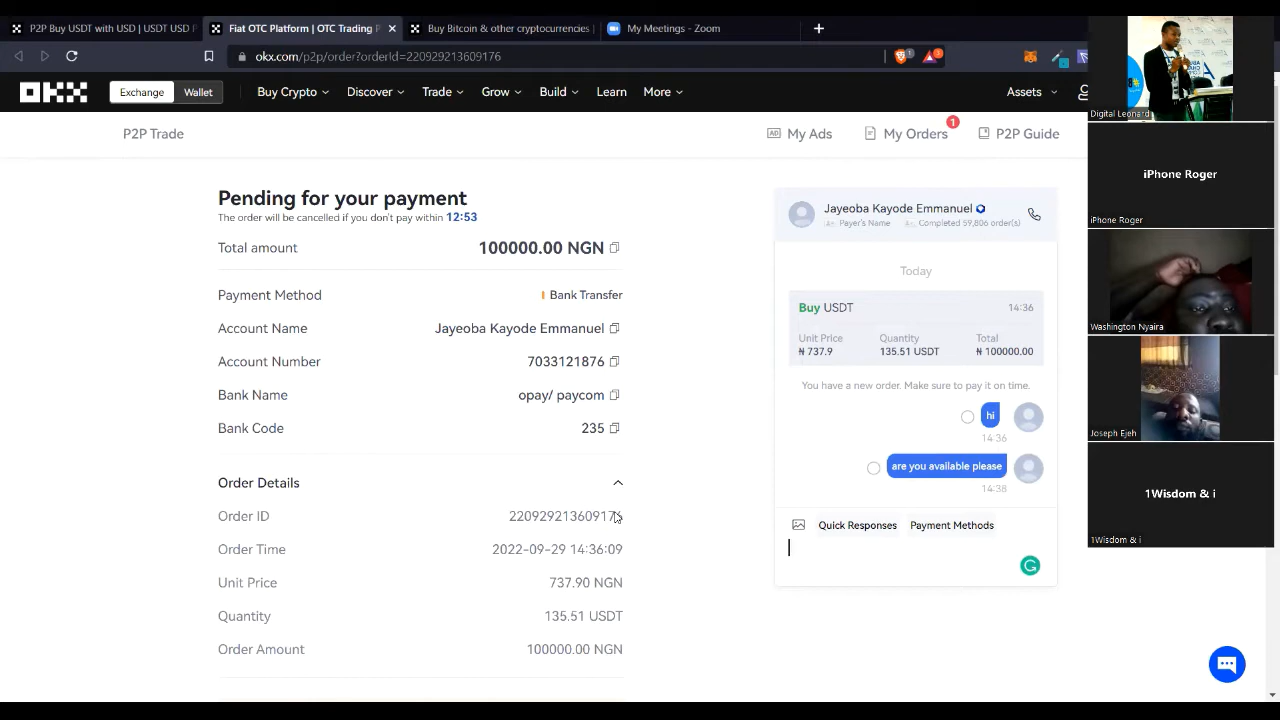 P2P Buy USDT with USD | USDT USD
Fiat OTC Platform | OTC Trading
Buy Bitcoin & other cryptocurrencies
My Meetings - Zoom
okx.com/p2p/order?orderId=220929213609176
OKX
Exchange
Wallet
Buy Crypto
Discover
Trade
Grow
Build
Learn
More
Assets
P2P Trade
My Ads
My Orders
1
P2P Guide
Pending for your payment
The order will be cancelled if you don't pay within 12:53
Total amount 100000.00 NGN
Payment Method Bank Transfer
Account Name Jayeoba Kayode Emmanuel
Account Number 7033121876
Bank Name opay/ paycom
Bank Code 235
Order Details
Order ID 220929213609176
Order Time 2022-09-29 14:36:09
Unit Price 737.90 NGN
Quantity 135.51 USDT
Order Amount 100000.00 NGN
Jayeoba Kayode Emmanuel
Payer's Name Completed 59,806 order(s)
Today
Buy USDT 14:36
Unit Price Quantity Total
₦ 737.9 135.51 USDT ₦ 100000.00
You have a new order. Make sure to pay it on time.
hi
14:36
are you available please
14:38
Quick Responses Payment Methods
Digital Leonard
iPhone Roger
iPhone Roger
Washington Nyaira
Joseph Ejeh
1Wisdom & i
1Wisdom & i